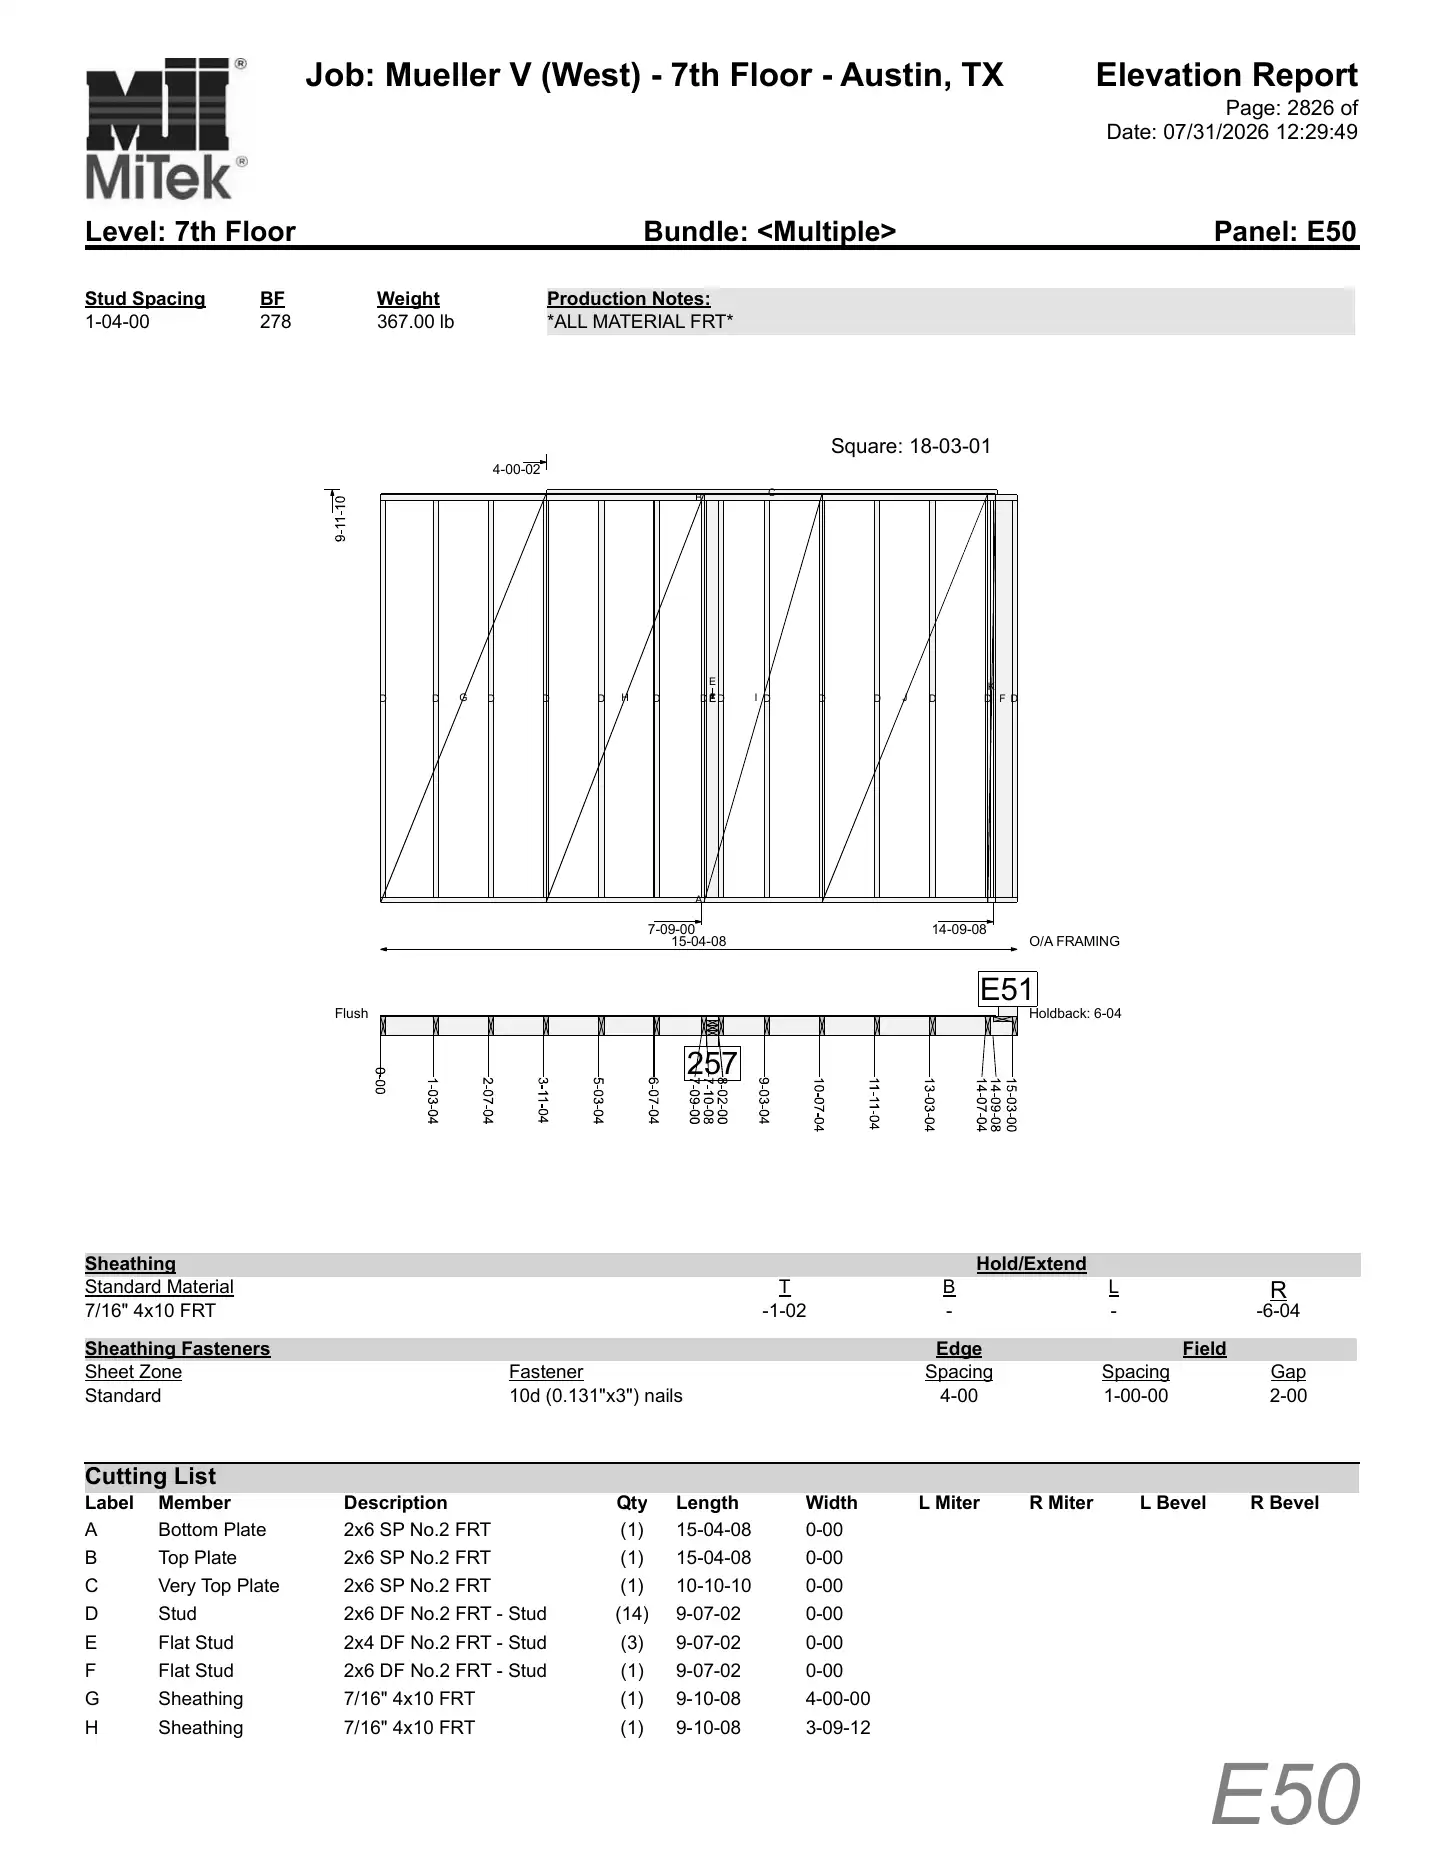 Job: Mueller V (West) - 7th Floor - Austin, TX
Elevation Report
Page: 2826 of
Date: 07/31/2026 12:29:49
MiTek®
Level: 7th Floor Bundle: <Multiple> Panel: E50
Stud Spacing BF Weight Production Notes:
1-04-00 278 367.00 lb *ALL MATERIAL FRT*
Square: 18-03-01
4-00-02
9-11-10
H C
E
D D G D D D H D D E D I D D D J D D K F D
A
7-09-00 14-09-08
15-04-08 O/A FRAMING
E51
Flush Holdback: 6-04
257
0-00 1-03-04 2-07-04 3-11-04 5-03-04 6-07-04 7-09-00 7-10-08 8-02-00 9-03-04 10-07-04 11-11-04 13-03-04 14-07-04 14-09-08 15-03-00
Sheathing Hold/Extend
Standard Material T B L R
7/16" 4x10 FRT -1-02 - - -6-04
Sheathing Fasteners Edge Field
Sheet Zone Fastener Spacing Spacing Gap
Standard 10d (0.131"x3") nails 4-00 1-00-00 2-00
Cutting List
Label Member Description Qty Length Width L Miter R Miter L Bevel R Bevel
A Bottom Plate 2x6 SP No.2 FRT (1) 15-04-08 0-00
B Top Plate 2x6 SP No.2 FRT (1) 15-04-08 0-00
C Very Top Plate 2x6 SP No.2 FRT (1) 10-10-10 0-00
D Stud 2x6 DF No.2 FRT - Stud (14) 9-07-02 0-00
E Flat Stud 2x4 DF No.2 FRT - Stud (3) 9-07-02 0-00
F Flat Stud 2x6 DF No.2 FRT - Stud (1) 9-07-02 0-00
G Sheathing 7/16" 4x10 FRT (1) 9-10-08 4-00-00
H Sheathing 7/16" 4x10 FRT (1) 9-10-08 3-09-12
E50